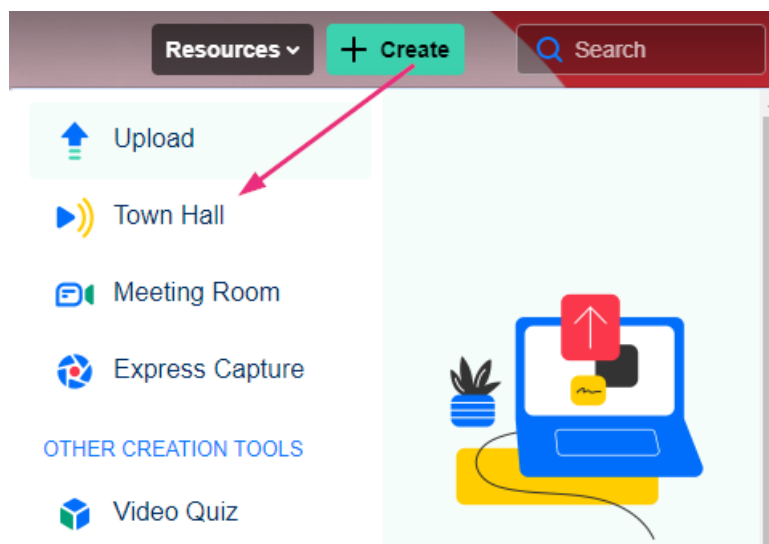 Resources
+ Create
Search
Upload
Town Hall
Meeting Room
Express Capture
OTHER CREATION TOOLS
Video Quiz